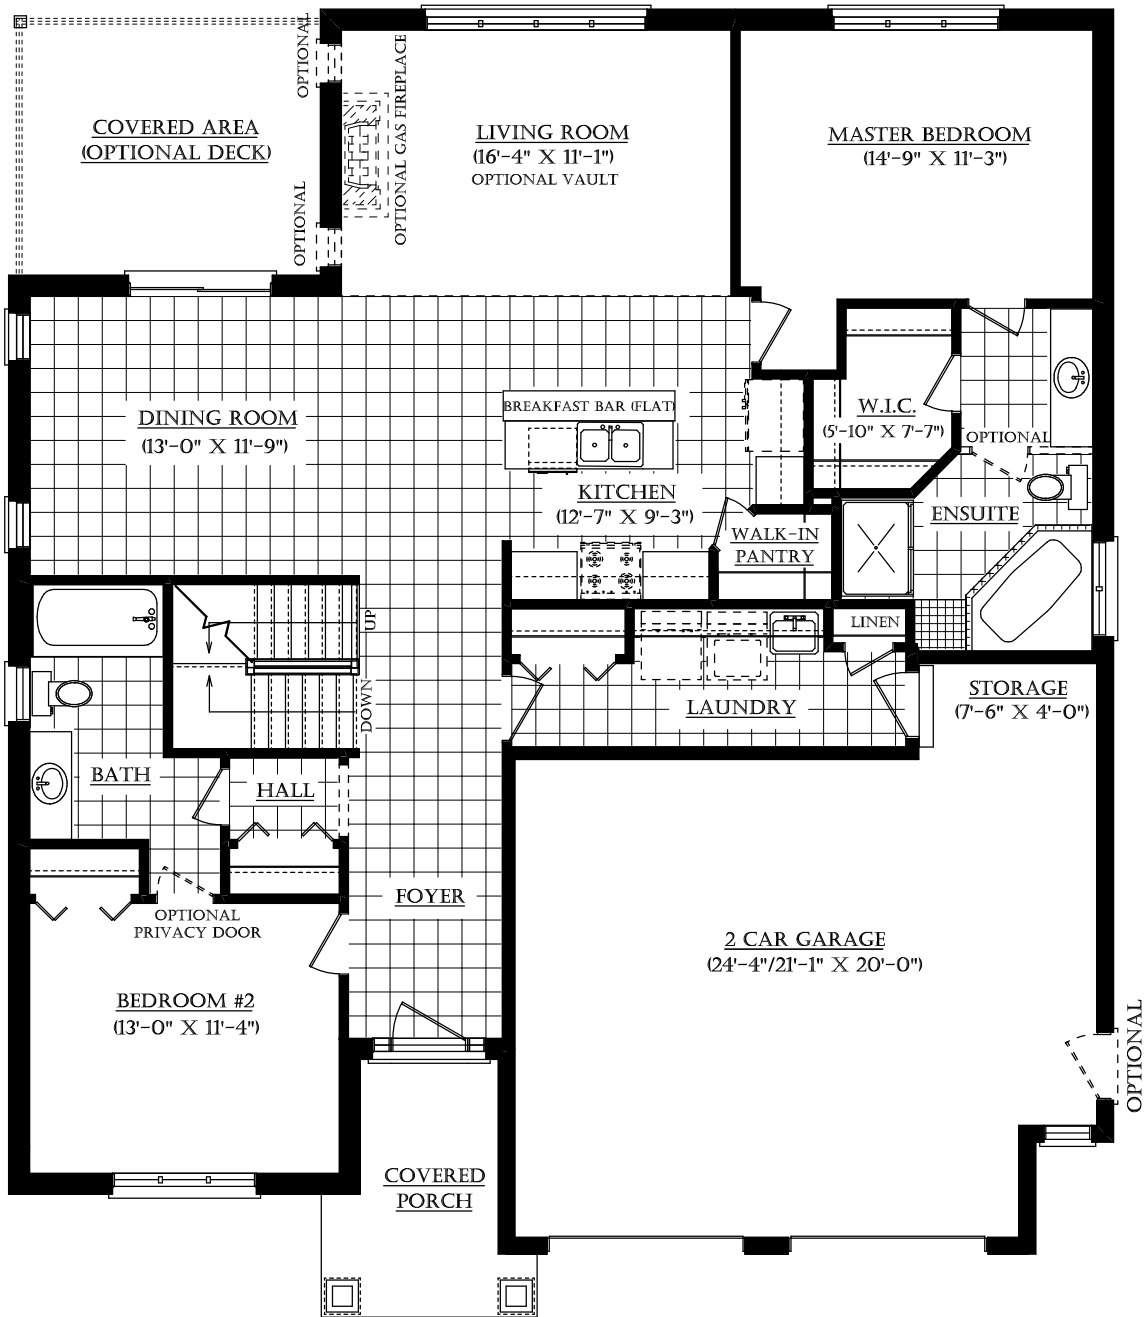 COVERED AREA
(OPTIONAL DECK)
OPTIONAL
OPTIONAL
OPTIONAL GAS FIREPLACE
LIVING ROOM
(16'-4" X 11'-1")
OPTIONAL VAULT
MASTER BEDROOM
(14'-9" X 11'-3")
DINING ROOM
(13'-0" X 11'-9")
BREAKFAST BAR (FLAT)
KITCHEN
(12'-7" X 9'-3")
W.I.C.
(5'-10" X 7'-7")
OPTIONAL
ENSUITE
WALK-IN
PANTRY
LINEN
UP
DOWN
LAUNDRY
STORAGE
(7'-6" X 4'-0")
BATH
HALL
FOYER
OPTIONAL
PRIVACY DOOR
BEDROOM #2
(13'-0" X 11'-4")
2 CAR GARAGE
(24'-4"/21'-1" X 20'-0")
OPTIONAL
COVERED
PORCH